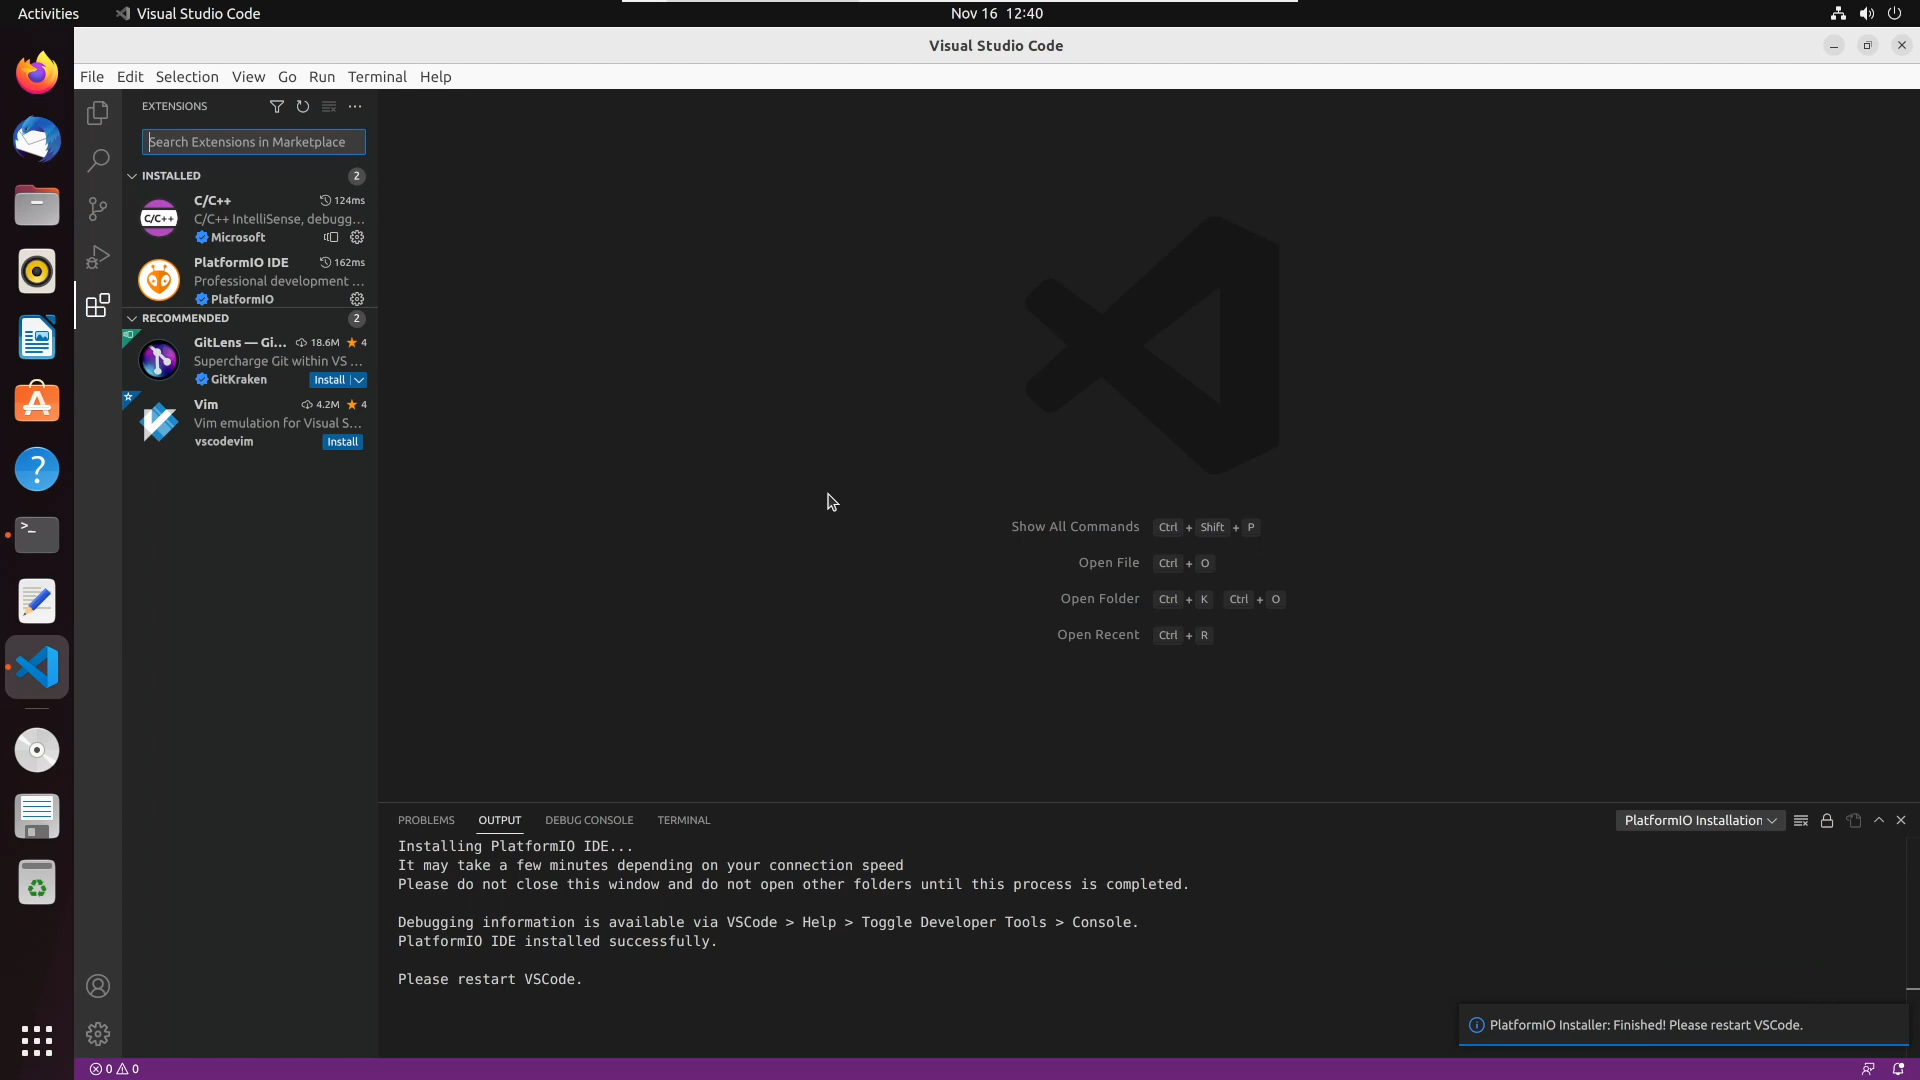 Activities
Visual Studio Code
Nov 16 12:40
Visual Studio Code
File Edit Selection View Go Run Terminal Help
EXTENSIONS
Search Extensions in Marketplace
INSTALLED 2
C/C++ 124ms
C/C++
C/C++ IntelliSense, debugg...
Microsoft
PlatformIO IDE 162ms
Professional development ...
PlatformIO
RECOMMENDED 2
GitLens — Gi... 18.6M 4
Supercharge Git within VS ...
GitKraken Install
Vim 4.2M 4
Vim emulation for Visual S...
vscodevim Install
Show All Commands Ctrl + Shift + P
Open File Ctrl + O
Open Folder Ctrl + K Ctrl + O
Open Recent Ctrl + R
PROBLEMS OUTPUT DEBUG CONSOLE TERMINAL
PlatformIO Installation
Installing PlatformIO IDE...
It may take a few minutes depending on your connection speed
Please do not close this window and do not open other folders until this process is completed.
Debugging information is available via VSCode > Help > Toggle Developer Tools > Console.
PlatformIO IDE installed successfully.
Please restart VSCode.
PlatformIO Installer: Finished! Please restart VSCode.
0 0